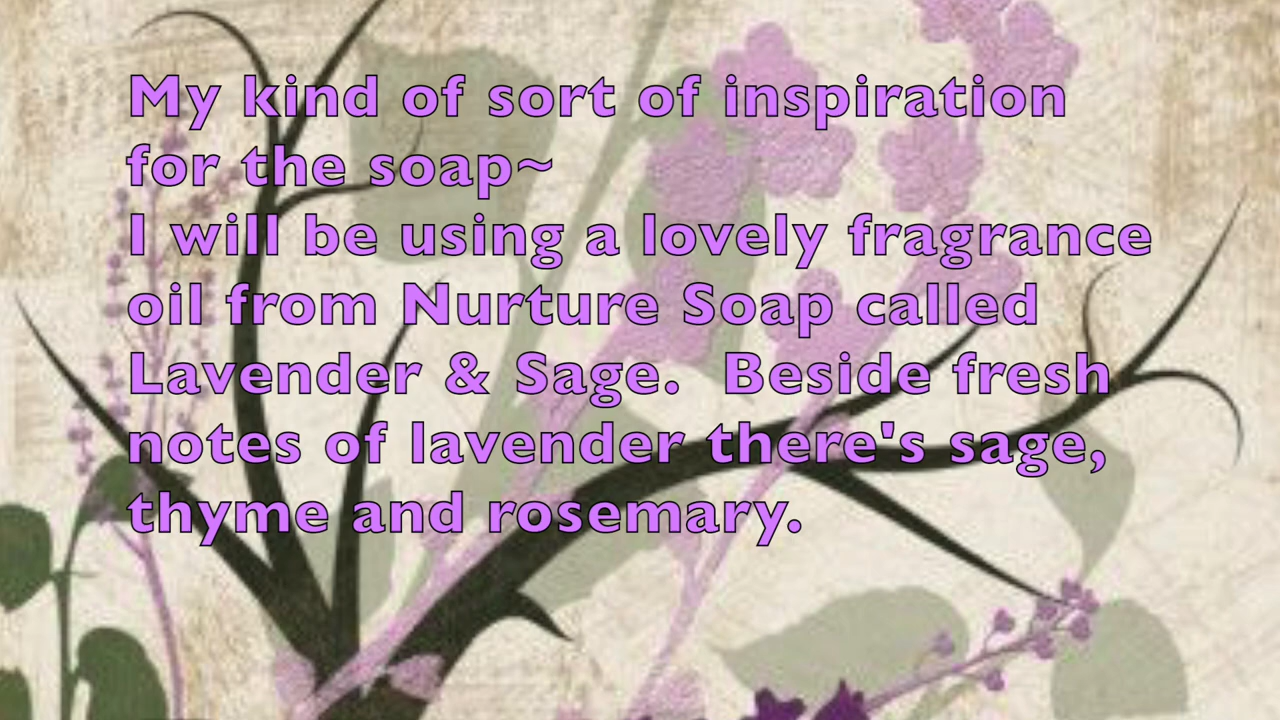 My kind of sort of inspiration
for the soap~
I will be using a lovely fragrance
oil from Nurture Soap called
Lavender & Sage.  Beside fresh
notes of lavender there's sage,
thyme and rosemary.